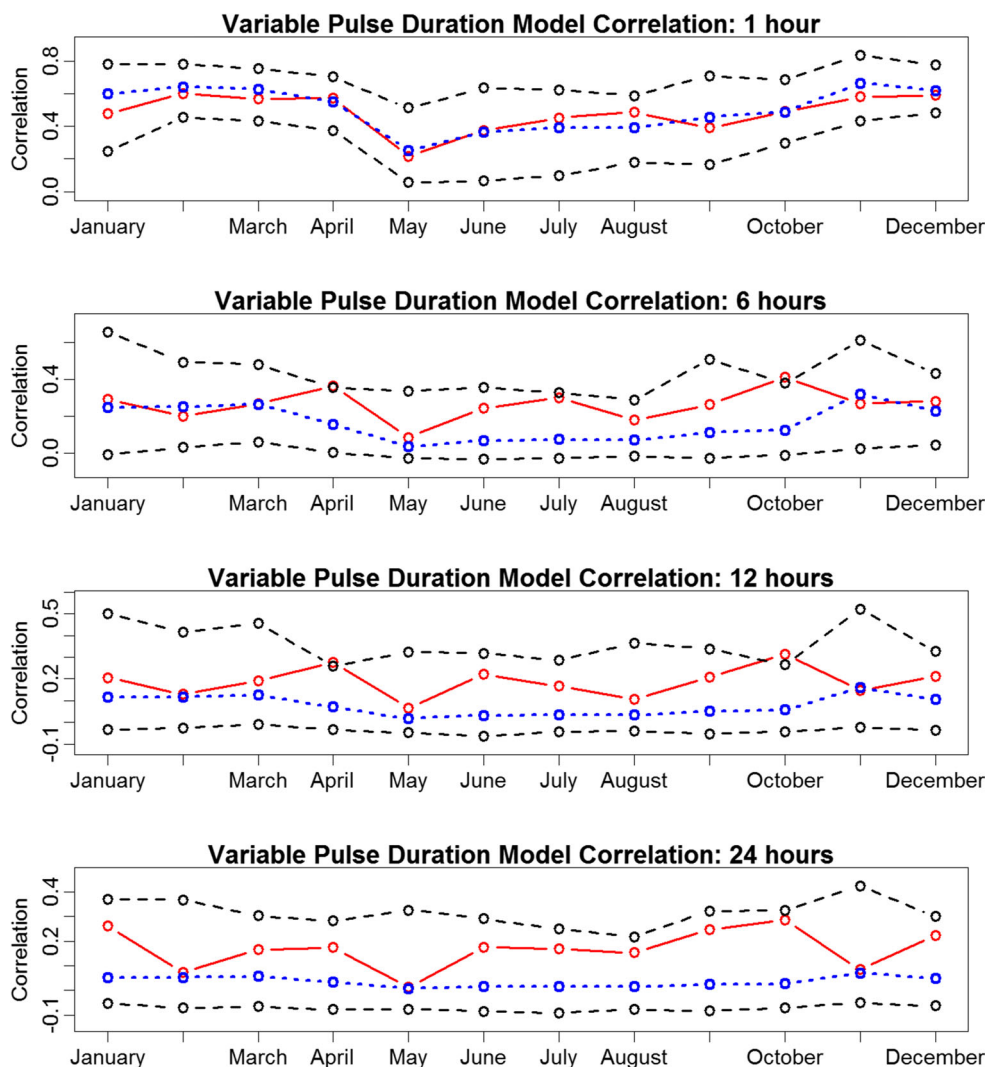 Variable Pulse Duration Model Correlation: 1 hour
Correlation
0.8
0.4
0.0
January March April May June July August October December
Variable Pulse Duration Model Correlation: 6 hours
Correlation
0.4
0.0
January March April May June July August October December
Variable Pulse Duration Model Correlation: 12 hours
Correlation
0.5
0.2
-0.1
January March April May June July August October December
Variable Pulse Duration Model Correlation: 24 hours
Correlation
0.4
0.2
-0.1
January March April May June July August October December